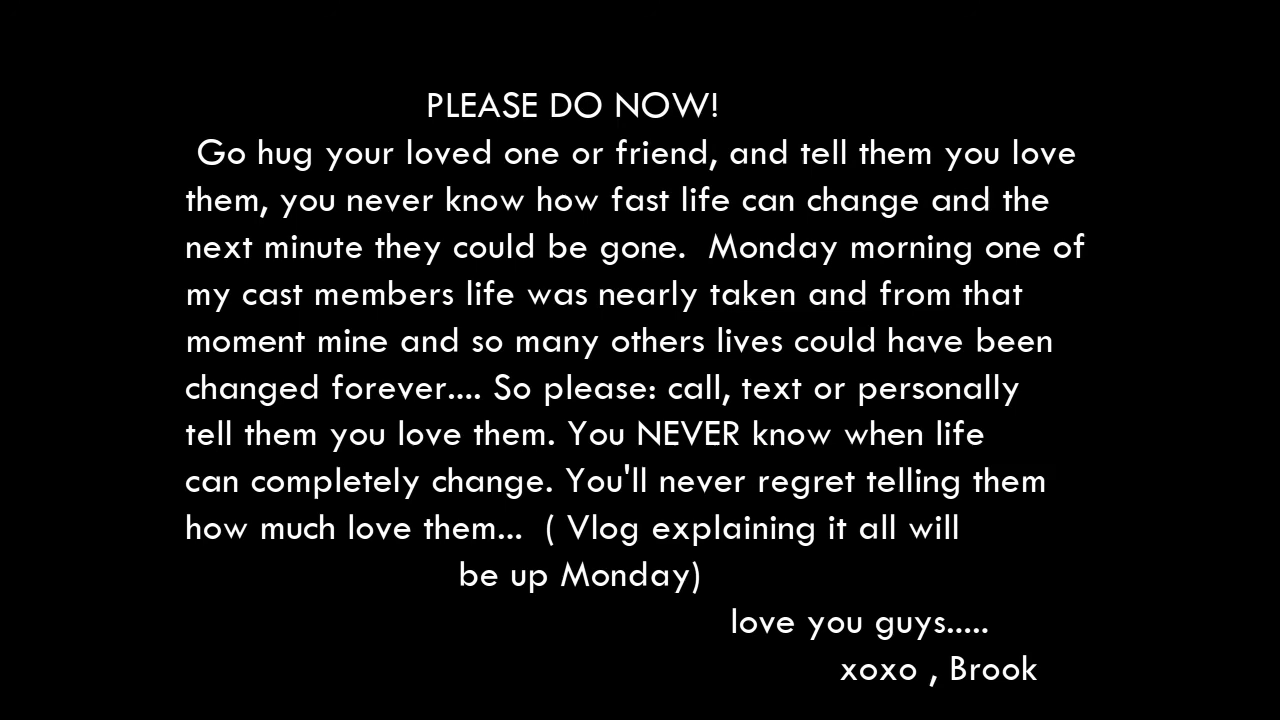 PLEASE DO NOW!
Go hug your loved one or friend, and tell them you love
them, you never know how fast life can change and the
next minute they could be gone.  Monday morning one of
my cast members life was nearly taken and from that
moment mine and so many others lives could have been
changed forever.... So please: call, text or personally
tell them you love them. You NEVER know when life
can completely change. You'll never regret telling them
how much love them...  ( Vlog explaining it all will
be up Monday)
love you guys.....
xoxo , Brook